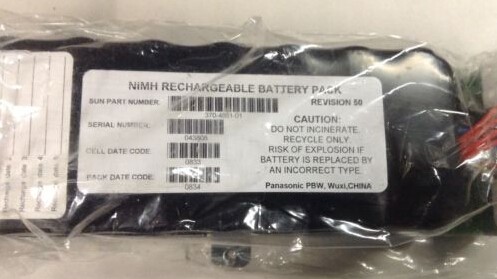 NiMH RECHARGEABLE BATTERY PACK
SUN PART NUMBER:
REVISION 50
370-4861-01
SERIAL NUMBER:
CELL DATE CODE:
0833
PACK DATE CODE:
0834
CAUTION:
DO NOT INCINERATE.
RECYCLE ONLY.
RISK OF EXPLOSION IF
BATTERY IS REPLACED BY
AN INCORRECT TYPE.
Panasonic PBW, Wuxi,CHINA